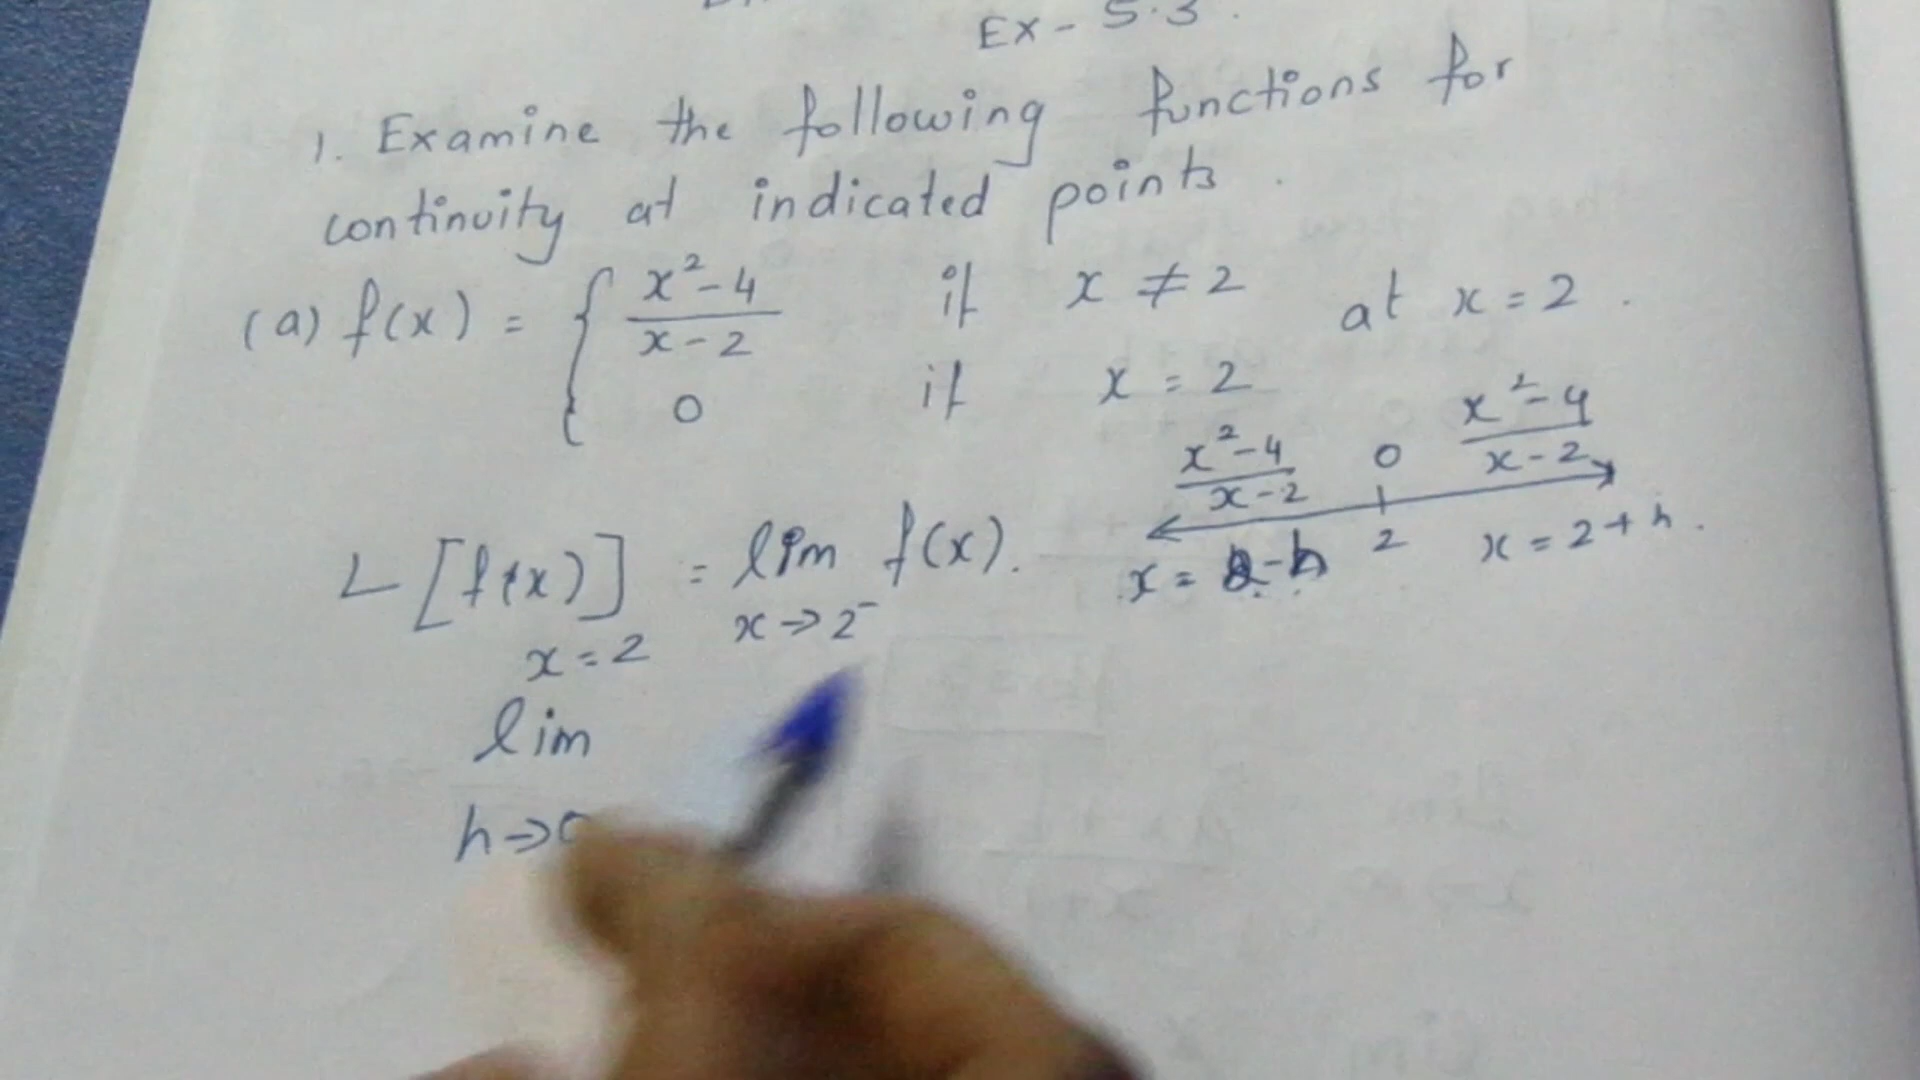 Ex - 5.3.
1. Examine the following functions for
continuity at indicated points.
(a) f(x) = { x²-4 / x-2 if x ≠ 2 at x = 2.
0 if x = 2
x²-4 / x-2 0 x²-4 / x-2
L [f(x)] = lim f(x).
x = 2 x→2⁻
2 x = 2+h.
lim
h→0